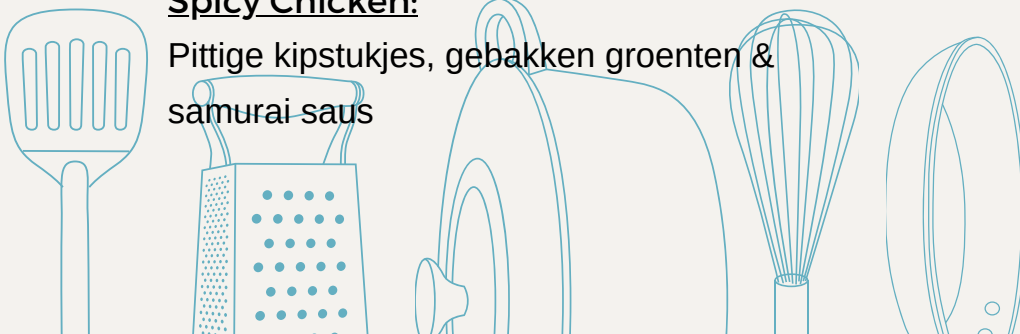 Spicy Chicken:
Pittige kipstukjes, gebakken groenten &
samurai saus